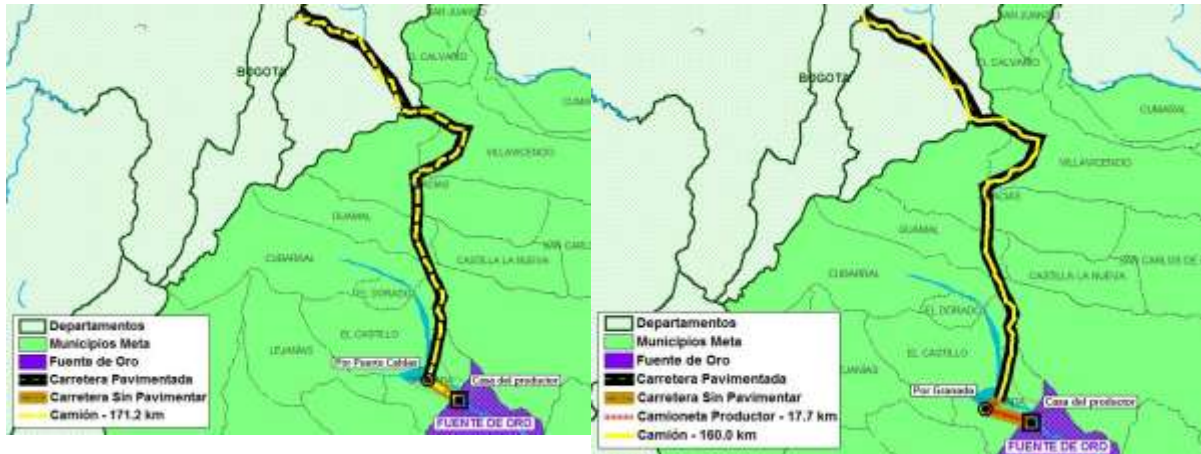 SAN JUANITO
EL CALVARIO
BOGOTA
CUMARAL
VILLAVICENCIO
ACIAS
GUAMAL
SAN CARLOS
CUBARRAL
CASTILLA LA NUEVA
EL DORADO
EL CASTILLO
LEJANIAS
Por Puerto Caldas
Casa del productor
FUENTE DE ORO
Departamentos
Municipios Meta
Fuente de Oro
Carretera Pavimentada
Carretera Sin Pavimentar
Camión - 171.2 km
SAN JUANITO
EL CALVARIO
BOGOTA
CUMARAL
VILLAVICENCIO
ACIAS
GUAMAL
SAN CARLOS DE
CUBARRAL
CASTILLA LA NUEVA
EL DORADO
EL CASTILLO
JANÍAS
Por Granada
Casa del productor
FUENTE DE ORO
Departamentos
Municipios Meta
Fuente de Oro
Carretera Pavimentada
Carretera Sin Pavimentar
Camioneta Productor - 17.7 km
Camión - 160.0 km